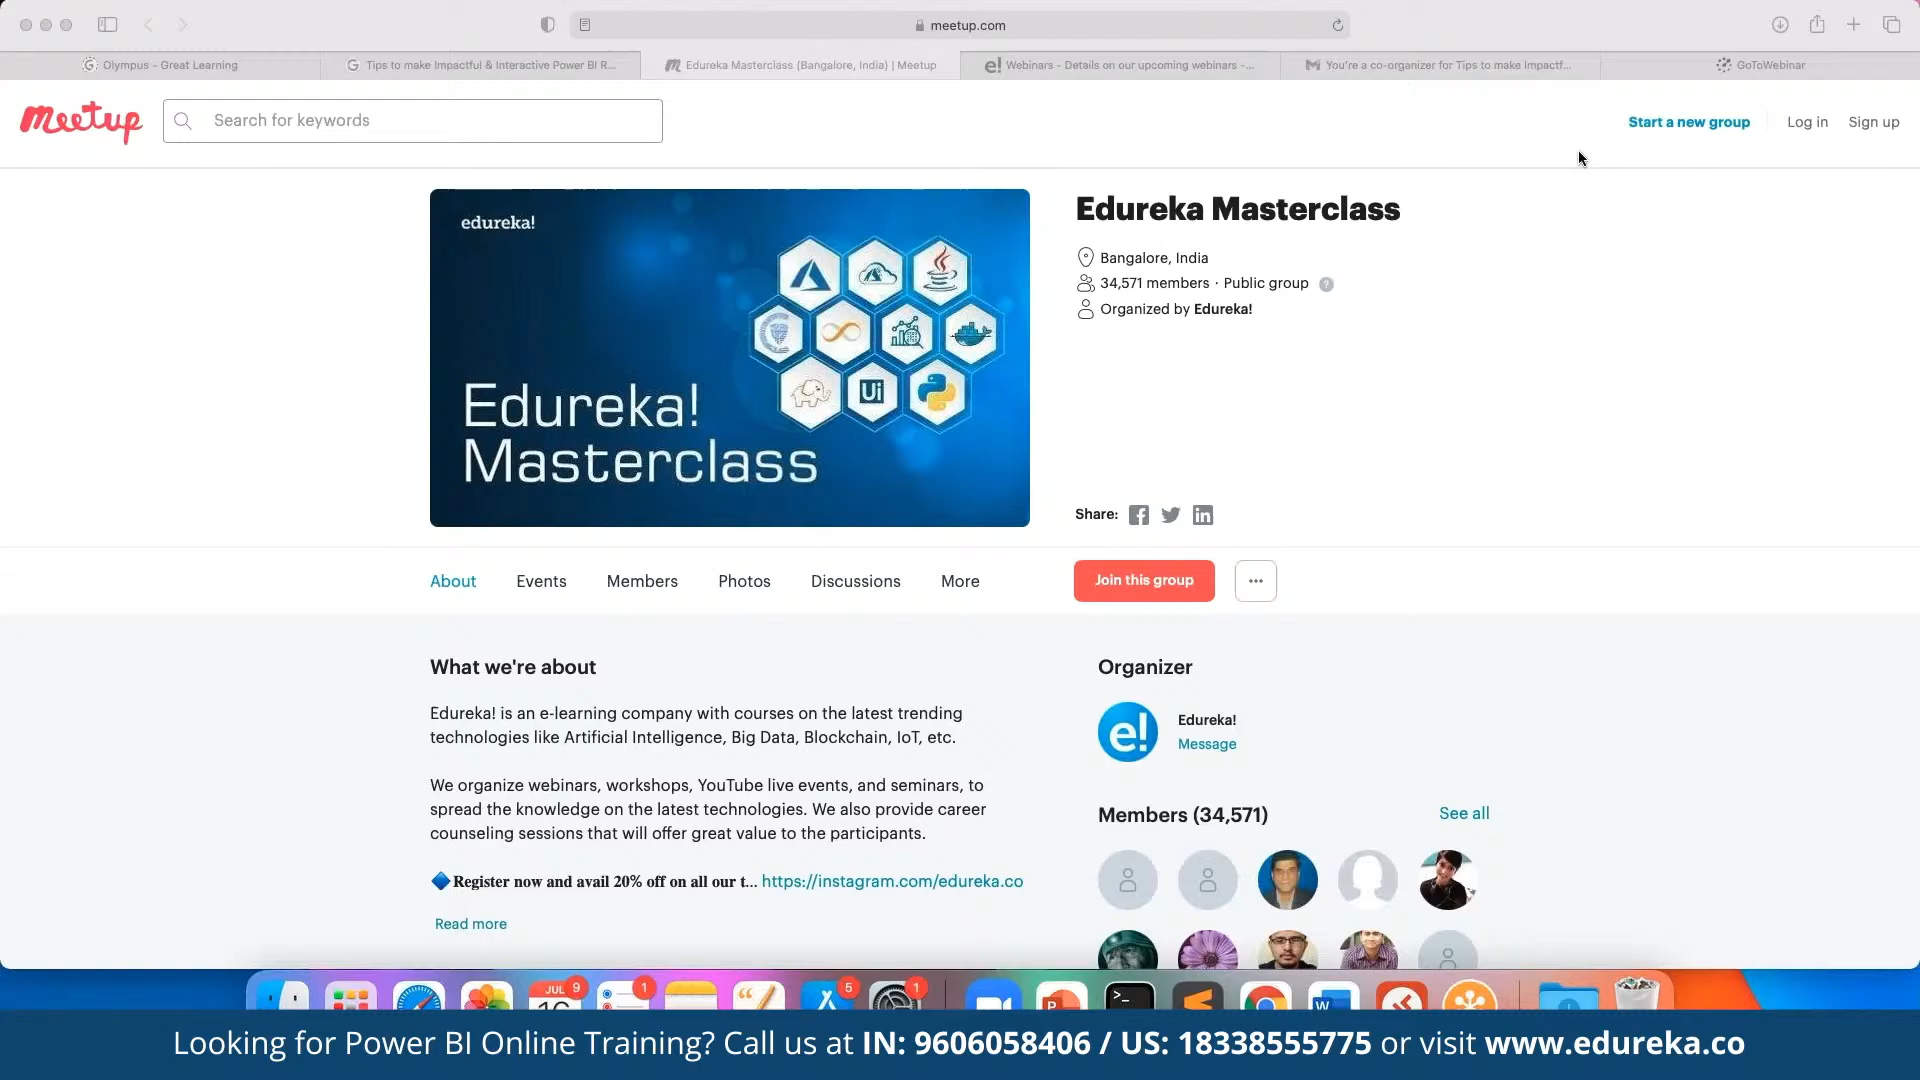 meetup.com
Olympus - Great Learning
Tips to make Impactful & Interactive Power BI R...
Edureka Masterclass (Bangalore, India) | Meetup
Webinars - Details on our upcoming webinars -...
You're a co-organizer for Tips to make Impactf...
GoToWebinar
meetup
Search for keywords
Start a new group
Log in
Sign up
edureka!
Ui
Edureka!
Masterclass
Edureka Masterclass
Bangalore, India
34,571 members · Public group ?
Organized by Edureka!
Share:
About
Events
Members
Photos
Discussions
More
Join this group
What we're about
Edureka! is an e-learning company with courses on the latest trending
technologies like Artificial Intelligence, Big Data, Blockchain, IoT, etc.
We organize webinars, workshops, YouTube live events, and seminars, to
spread the knowledge on the latest technologies. We also provide career
counseling sessions that will offer great value to the participants.
🔷Register now and avail 20% off on all our t... https://instagram.com/edureka.co
Read more
Organizer
e!
Edureka!
Message
Members (34,571)
See all
JUL
9
1
5
1
Looking for Power BI Online Training? Call us at IN: 9606058406 / US: 18338555775 or visit www.edureka.co